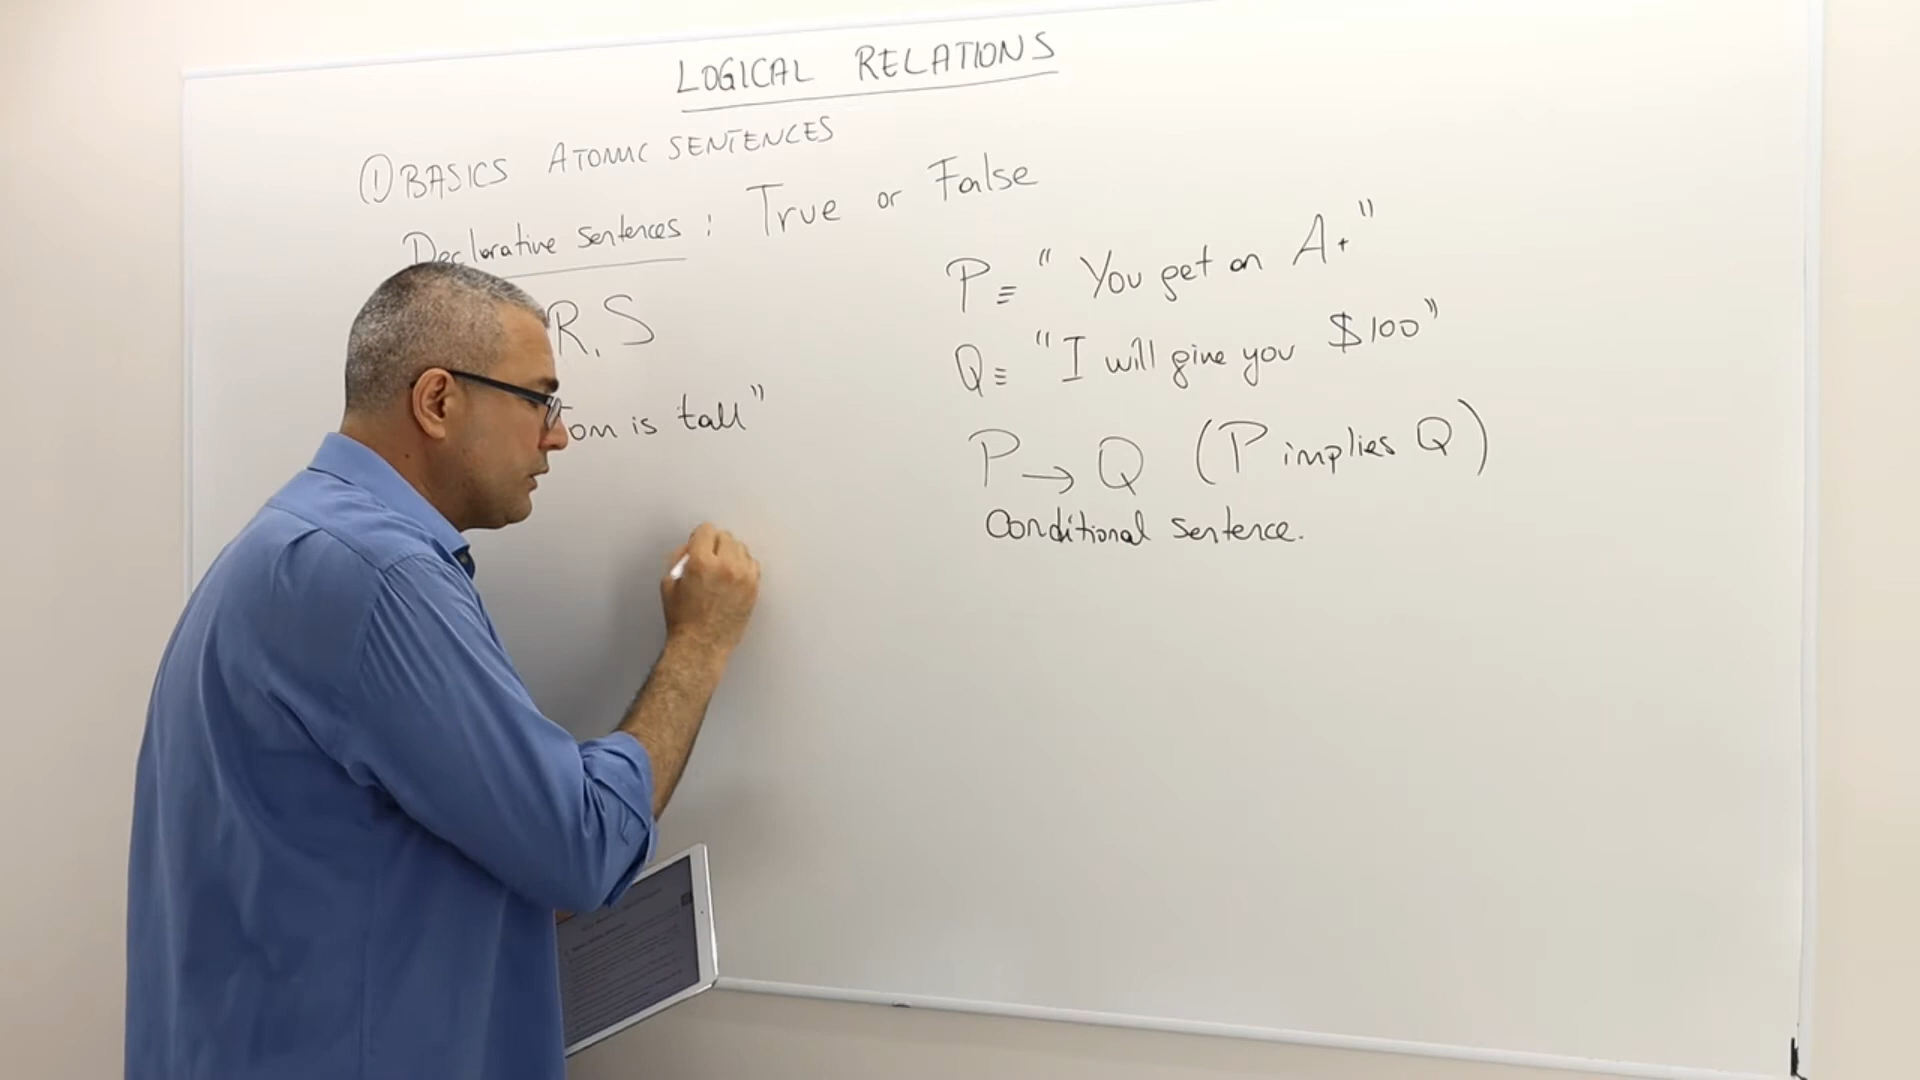 LOGICAL RELATIONS
① BASICS ATOMIC SENTENCES
Declarative sentences : True or False
R, S
om is tall"
P ≡ " You get an A+"
Q ≡ "I will give you $100"
P → Q (P implies Q)
Conditional sentence.